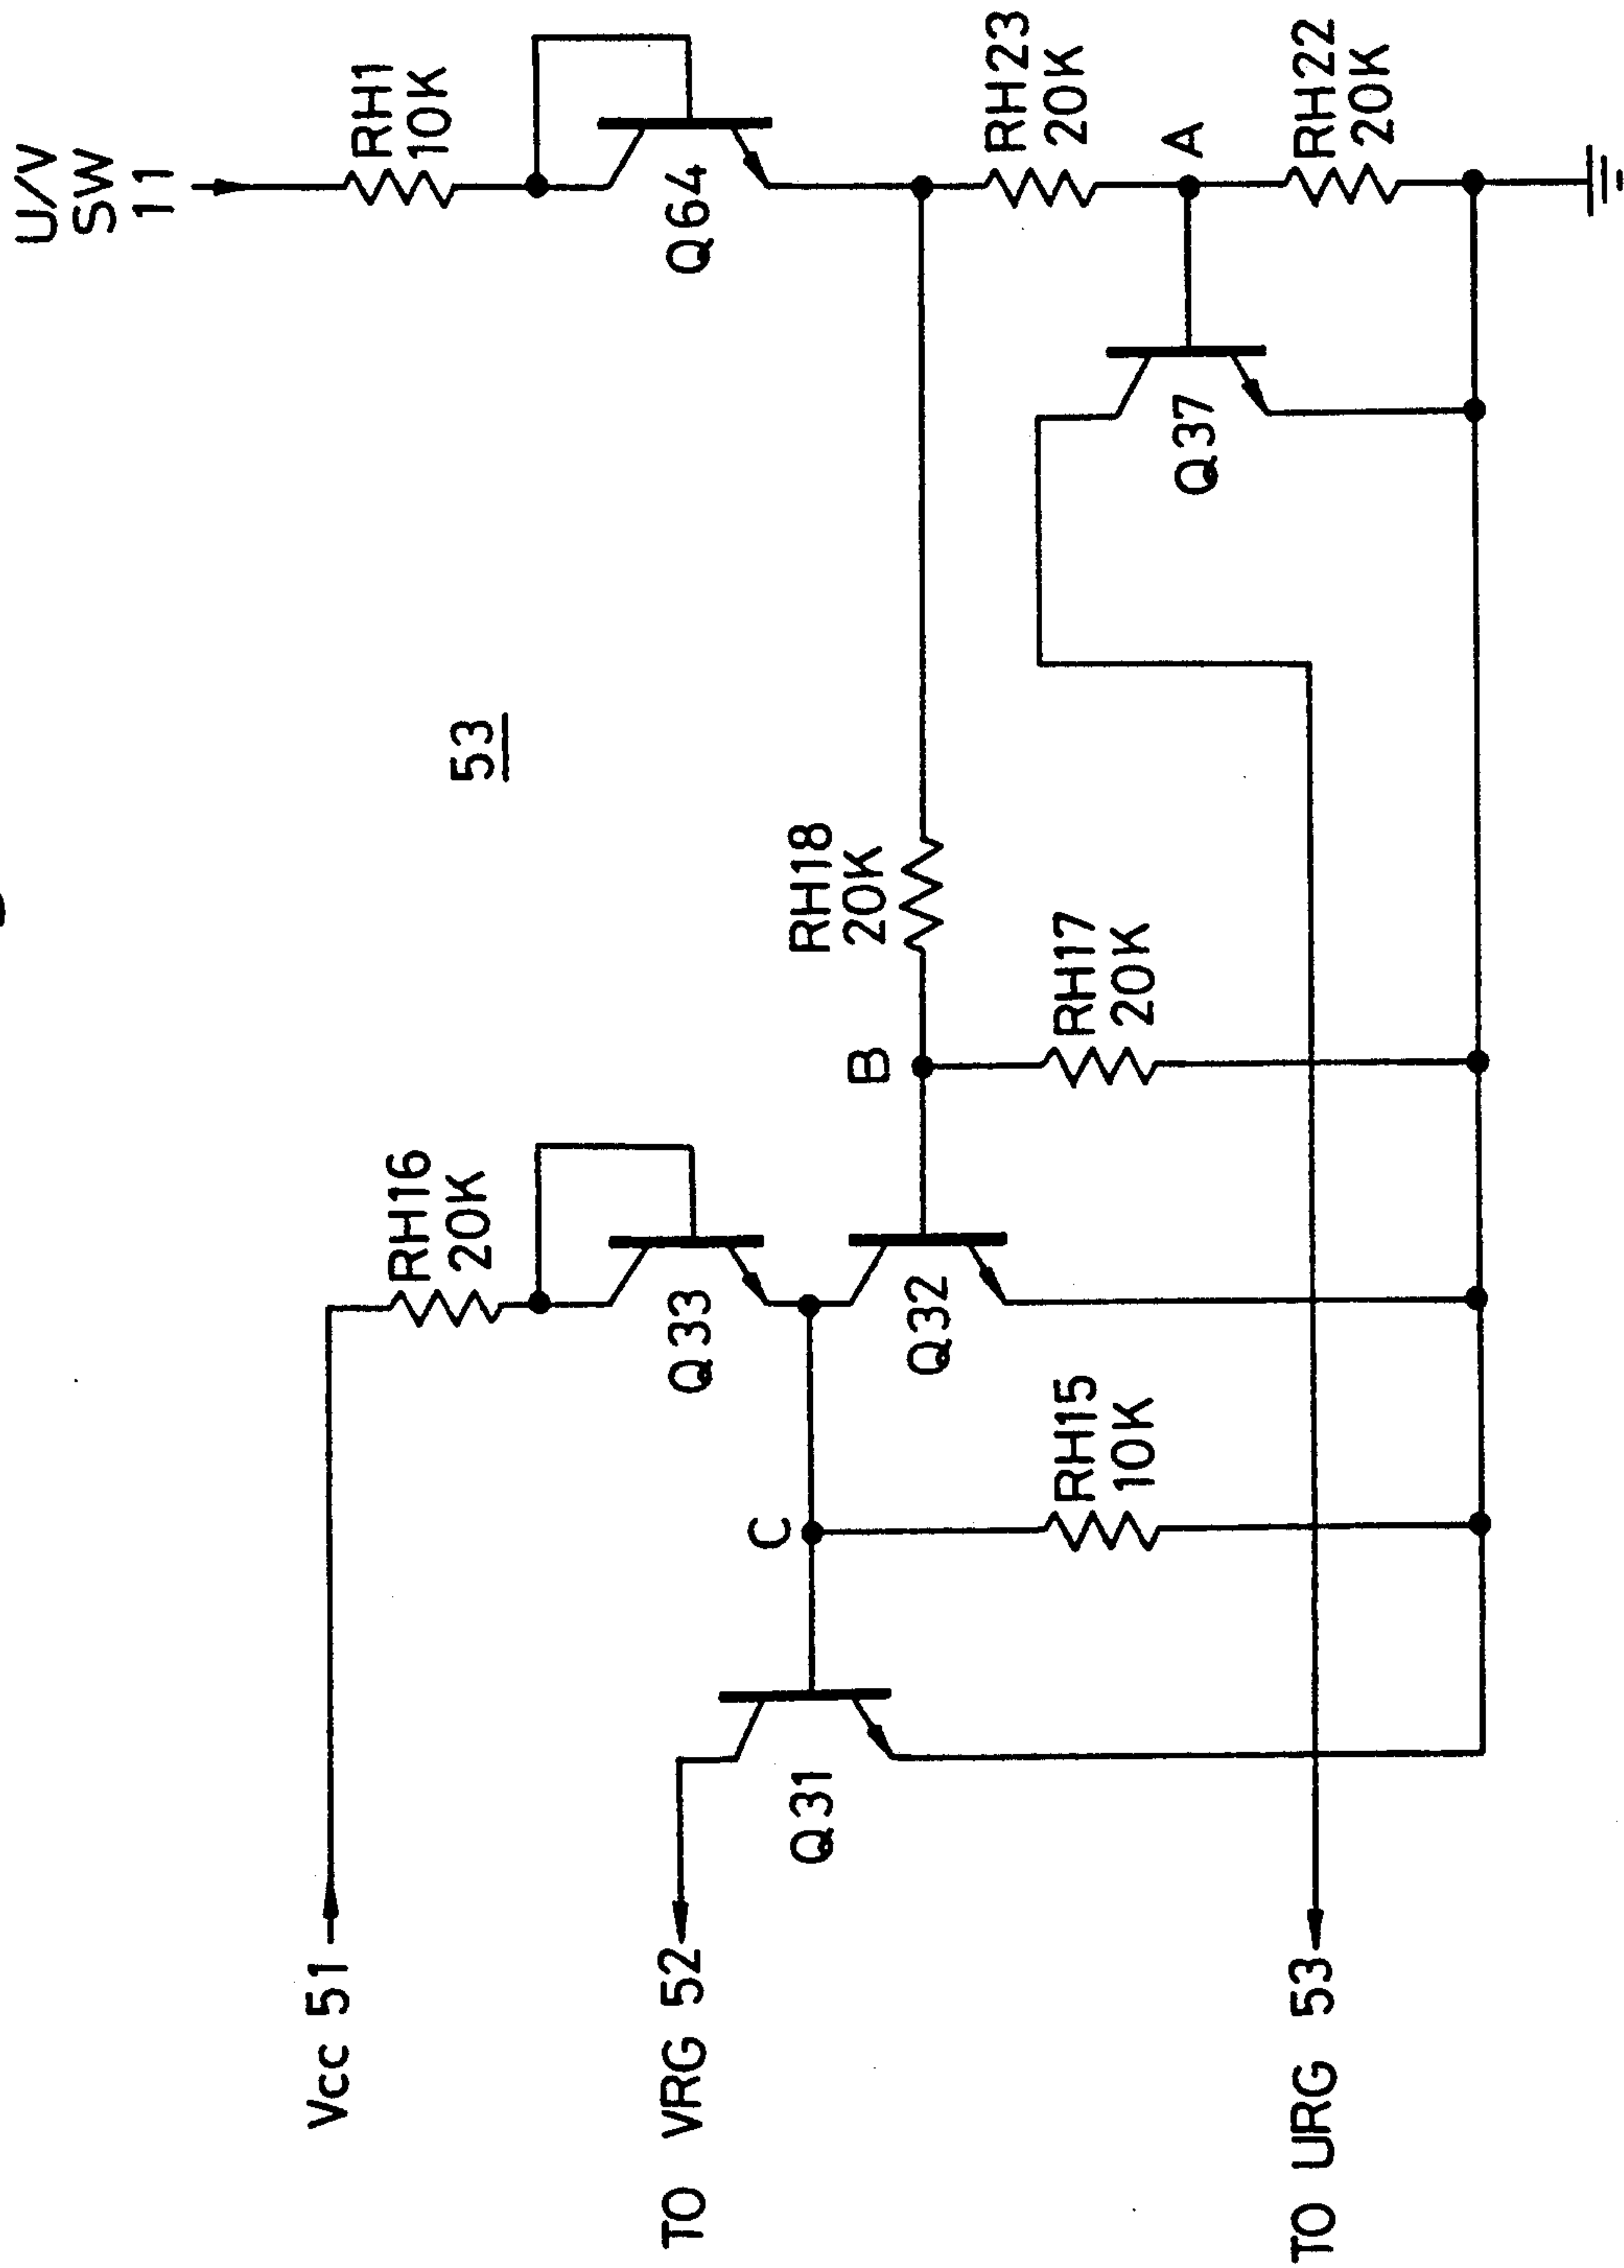 U/V
SW
11
RH1
10K
Q64
RH23
20K
A
RH22
20K
Q37
53
RH18
20K
B
RH17
20K
RH16
20K
Q33
Q32
C
RH15
10K
Q31
Vcc 51
TO VRG 52
TO URG 53